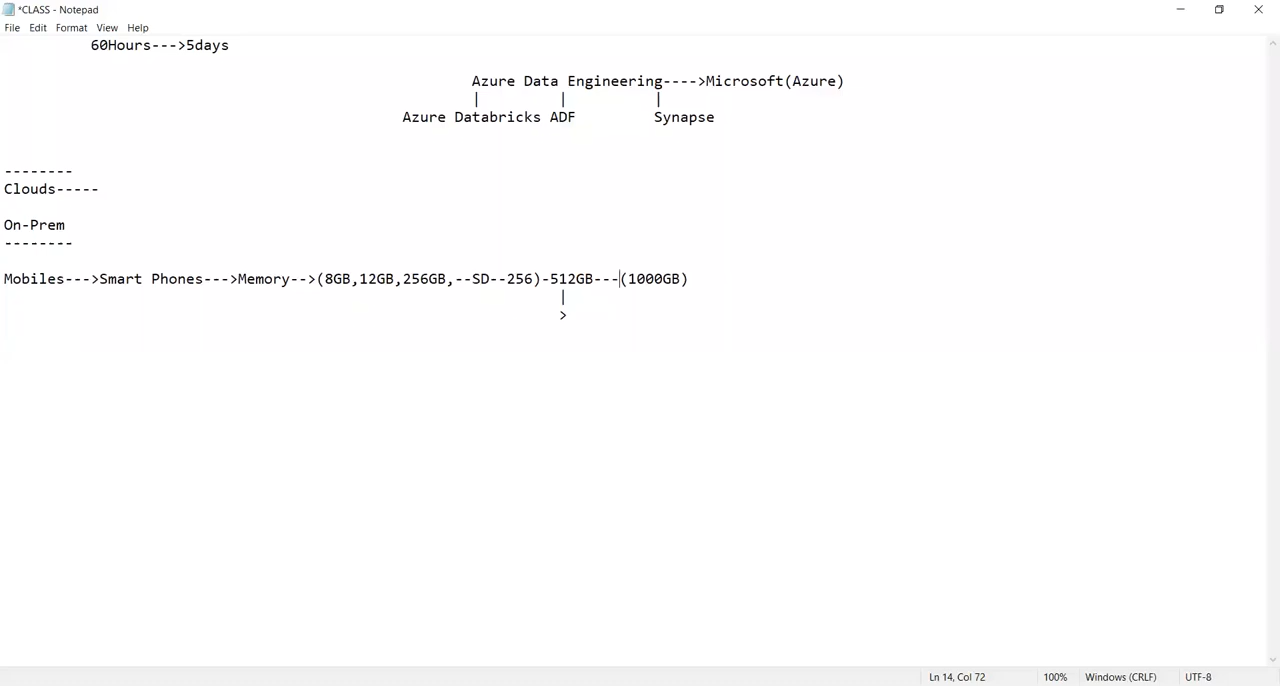 *CLASS - Notepad
File Edit Format View Help
60Hours--->5days
Azure Data Engineering---->Microsoft(Azure)
| | |
Azure Databricks ADF Synapse
--------
Clouds-----
On-Prem
--------
Mobiles--->Smart Phones--->Memory-->(8GB,12GB,256GB,--SD--256)-512GB---(1000GB)
|
>
Ln 14, Col 72 100% Windows (CRLF) UTF-8